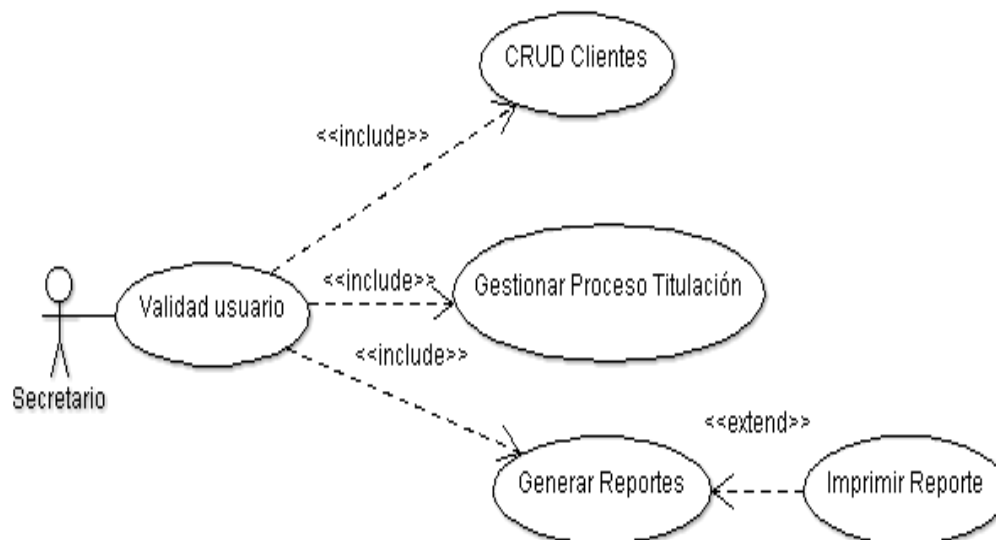 CRUD Clientes
<<include>>
<<include>>
Gestionar Proceso Titulación
Validad usuario
<<include>>
Secretario
<<extend>>
Generar Reportes
Imprimir Reporte